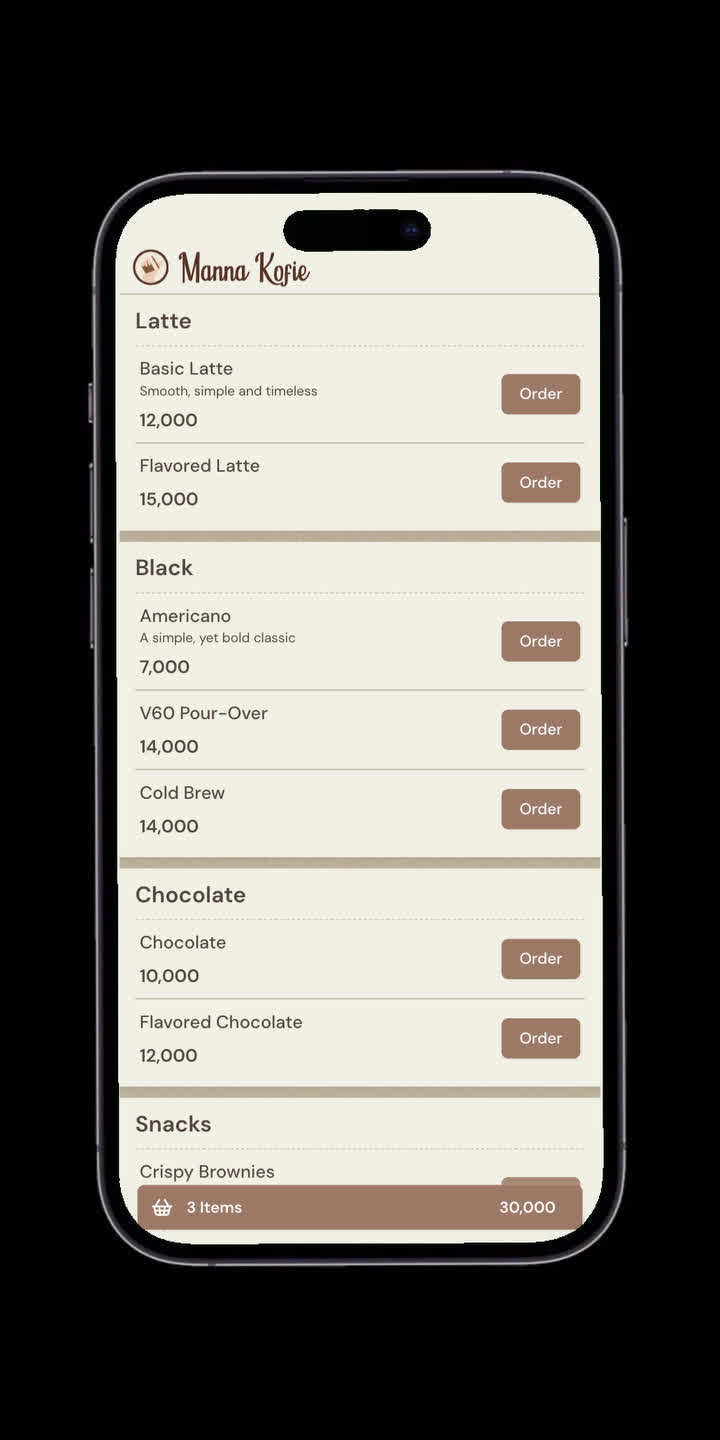 Manna Kofie
Latte
Basic Latte
Smooth, simple and timeless
12,000
Order
Flavored Latte
15,000
Order
Black
Americano
A simple, yet bold classic
7,000
Order
V60 Pour-Over
14,000
Order
Cold Brew
14,000
Order
Chocolate
Chocolate
10,000
Order
Flavored Chocolate
12,000
Order
Snacks
Crispy Brownies
3 Items 30,000